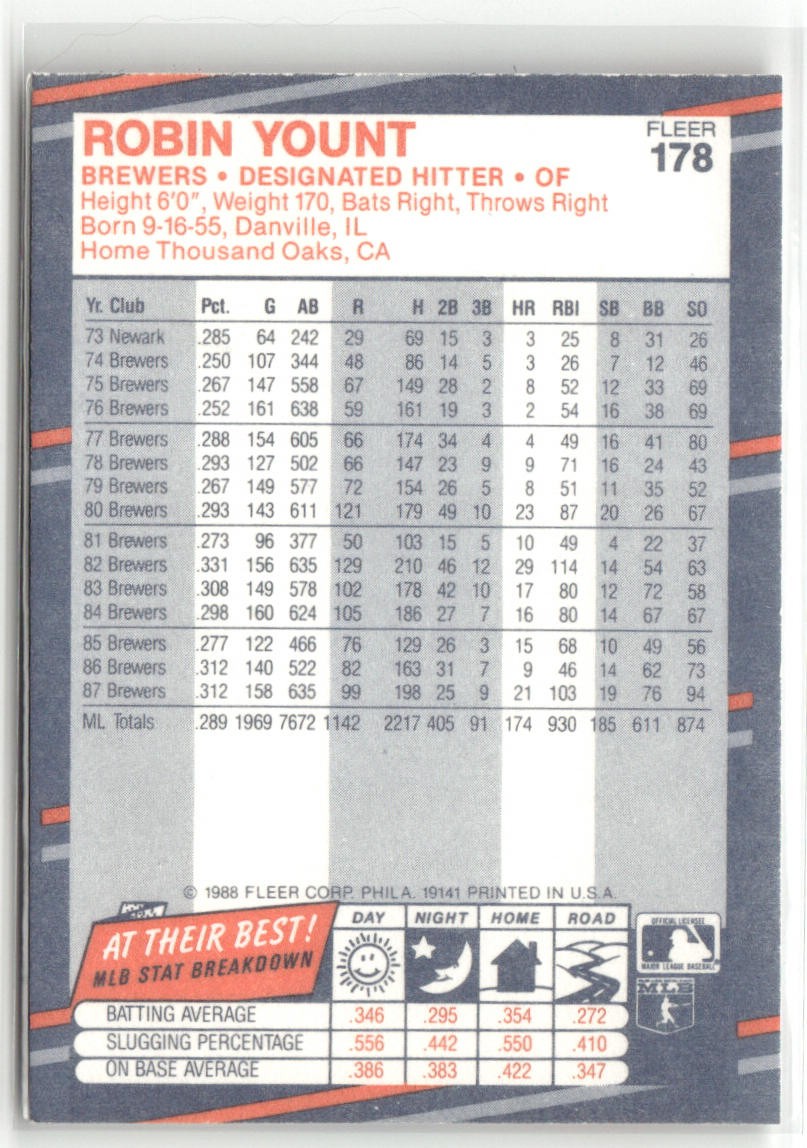 ROBIN YOUNT
FLEER
178
BREWERS • DESIGNATED HITTER • OF
Height 6'0", Weight 170, Bats Right, Throws Right
Born 9-16-55, Danville, IL
Home Thousand Oaks, CA
Yr. Club Pct. G AB R H 2B 3B HR RBI SB BB SO
73 Newark .285 64 242 29 69 15 3 3 25 8 31 26
74 Brewers .250 107 344 48 86 14 5 3 26 7 12 46
75 Brewers .267 147 558 67 149 28 2 8 52 12 33 69
76 Brewers .252 161 638 59 161 19 3 2 54 16 38 69
77 Brewers .288 154 605 66 174 34 4 4 49 16 41 80
78 Brewers .293 127 502 66 147 23 9 9 71 16 24 43
79 Brewers .267 149 577 72 154 26 5 8 51 11 35 52
80 Brewers .293 143 611 121 179 49 10 23 87 20 26 67
81 Brewers .273 96 377 50 103 15 5 10 49 4 22 37
82 Brewers .331 156 635 129 210 46 12 29 114 14 54 63
83 Brewers .308 149 578 102 178 42 10 17 80 12 72 58
84 Brewers .298 160 624 105 186 27 7 16 80 14 67 67
85 Brewers .277 122 466 76 129 26 3 15 68 10 49 56
86 Brewers .312 140 522 82 163 31 7 9 46 14 62 73
87 Brewers .312 158 635 99 198 25 9 21 103 19 76 94
ML Totals .289 1969 7672 1142 2217 405 91 174 930 185 611 874
© 1988 FLEER CORP. PHILA. 19141 PRINTED IN U.S.A.
AT THEIR BEST!
MLB STAT BREAKDOWN
DAY NIGHT HOME ROAD
OFFICIAL LICENSEE
MAJOR LEAGUE BASEBALL
MLB
BATTING AVERAGE .346 .295 .354 .272
SLUGGING PERCENTAGE .556 .442 .550 .410
ON BASE AVERAGE .386 .383 .422 .347